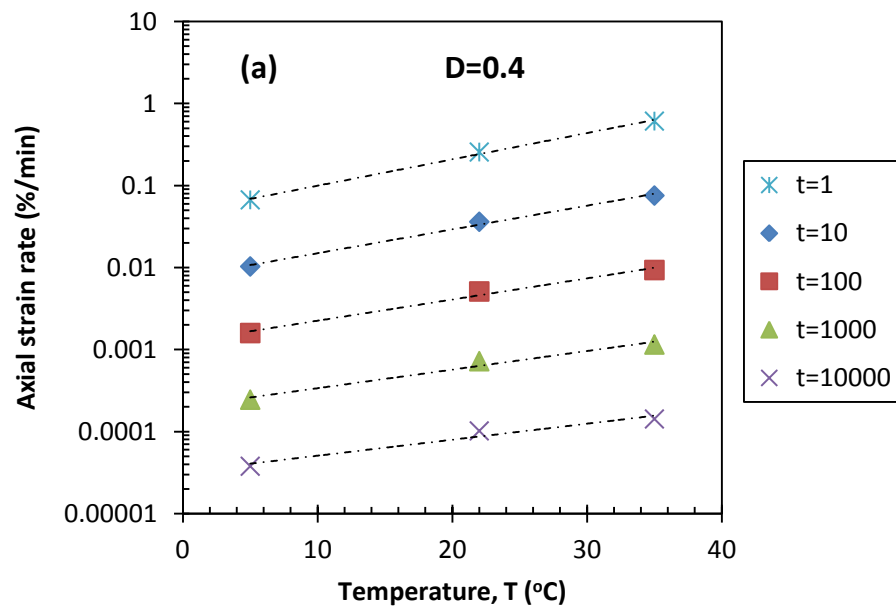 (a) D=0.4
Axial strain rate (%/min)
10
1
0.1
0.01
0.001
0.0001
0.00001
0 10 20 30 40
Temperature, T (°C)
t=1
t=10
t=100
t=1000
t=10000